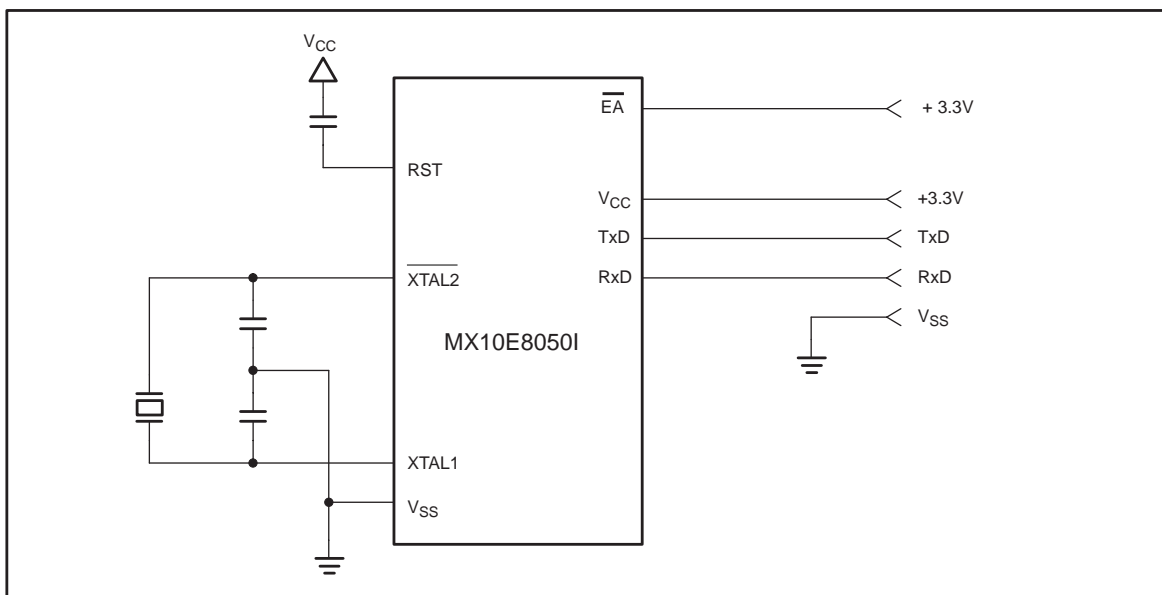 VCC
EA
+ 3.3V
RST
VCC
+3.3V
TxD
TxD
XTAL2
RxD
RxD
VSS
MX10E8050I
XTAL1
VSS